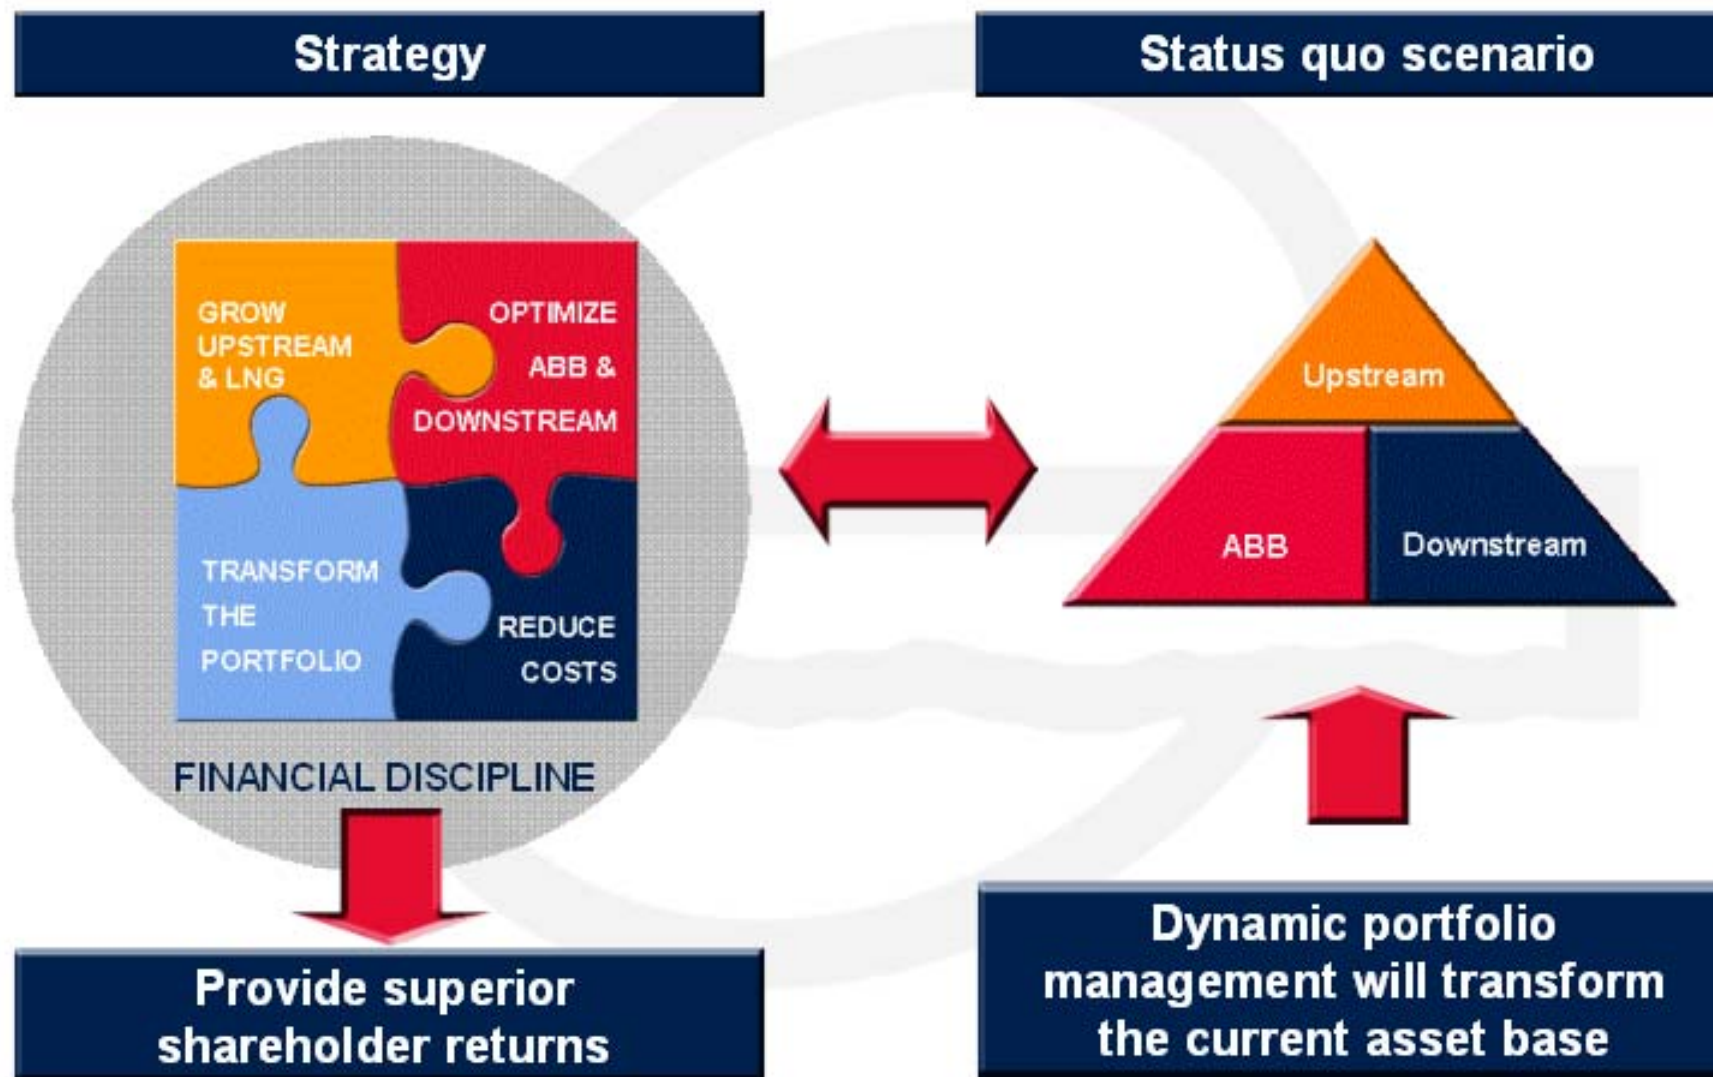 Strategy
Status quo scenario
GROW
UPSTREAM
& LNG
OPTIMIZE
ABB &
DOWNSTREAM
TRANSFORM
THE
PORTFOLIO
REDUCE
COSTS
FINANCIAL DISCIPLINE
Provide superior
shareholder returns
Upstream
ABB
Downstream
Dynamic portfolio
management will transform
the current asset base